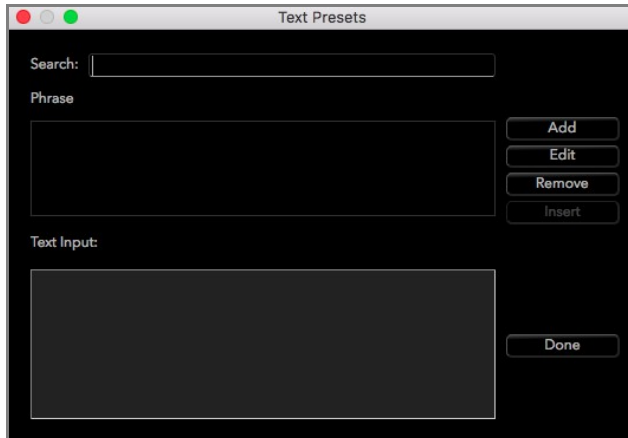 Text Presets
Search:
Phrase
Add
Edit
Remove
Insert
Text Input:
Done